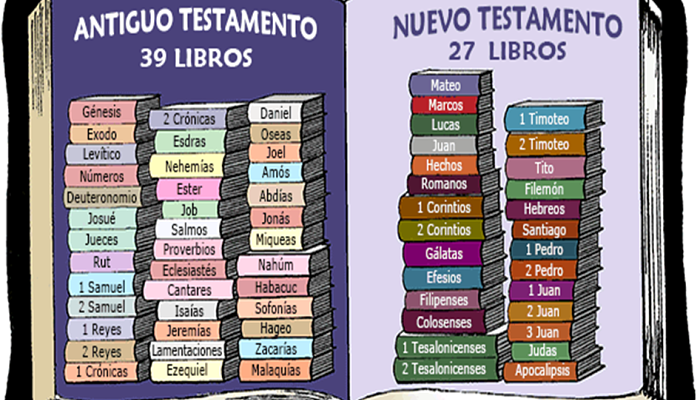 ANTIGUO TESTAMENTO
39 LIBROS
Génesis
Exodo
Levítico
Números
Deuteronomio
Josué
Jueces
Rut
1 Samuel
2 Samuel
1 Reyes
2 Reyes
1 Crónicas
2 Crónicas
Esdras
Nehemías
Ester
Job
Salmos
Proverbios
Eclesiastés
Cantares
Isaías
Jeremías
Lamentaciones
Ezequiel
Daniel
Oseas
Joel
Amós
Abdías
Jonás
Miqueas
Nahúm
Habacuc
Sofonías
Hageo
Zacarías
Malaquías
NUEVO TESTAMENTO
27 LIBROS
Mateo
Marcos
Lucas
Juan
Hechos
Romanos
1 Corintios
2 Corintios
Gálatas
Efesios
Filipenses
Colosenses
1 Tesalonicenses
2 Tesalonicenses
1 Timoteo
2 Timoteo
Tito
Filemón
Hebreos
Santiago
1 Pedro
2 Pedro
1 Juan
2 Juan
3 Juan
Judas
Apocalipsis